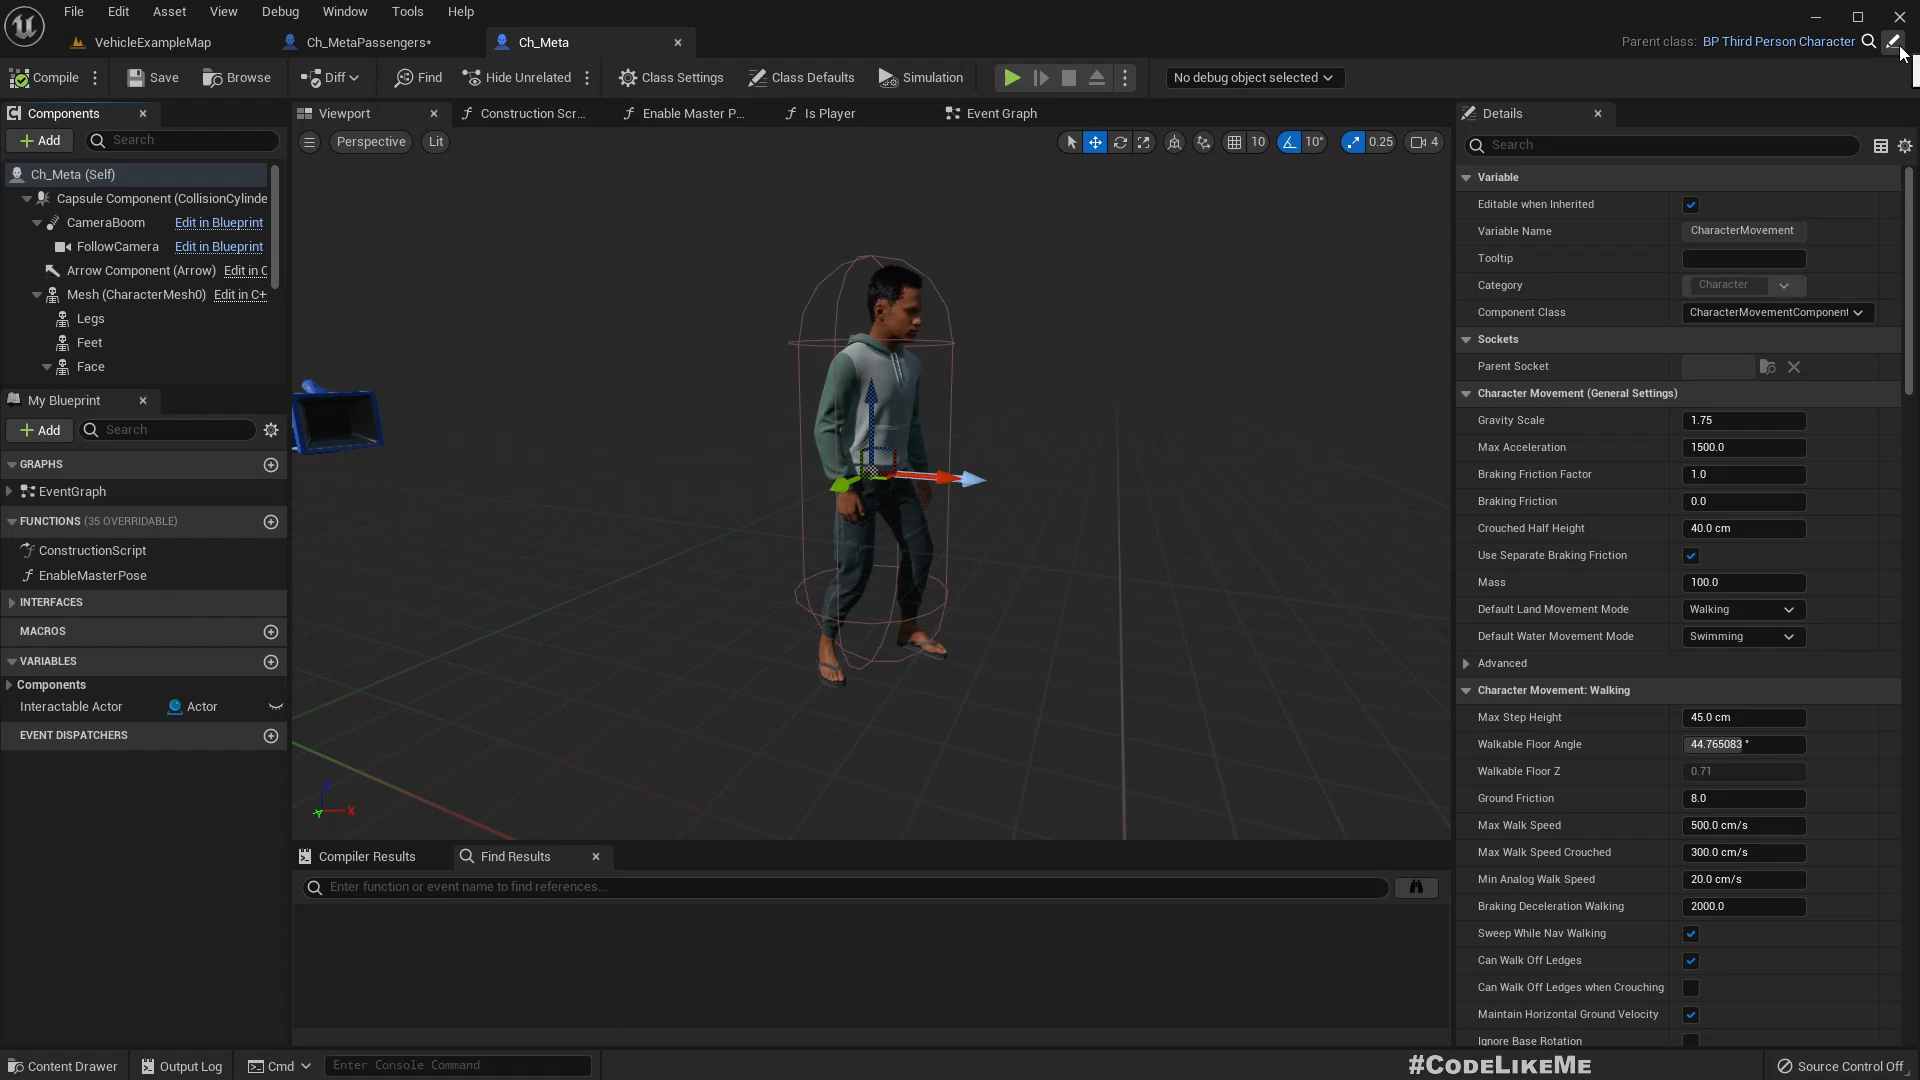 File Edit Asset View Debug Window Tools Help
VehicleExampleMap Ch_MetaPassengers* Ch_Meta
Parent class: BP Third Person Character
Compile Save Browse Diff Find Hide Unrelated Class Settings Class Defaults Simulation No debug object selected
Components
Add Search
Ch_Meta (Self)
Capsule Component (CollisionCylinde
CameraBoom Edit in Blueprint
FollowCamera Edit in Blueprint
Arrow Component (Arrow) Edit in C
Mesh (CharacterMesh0) Edit in C+
Legs
Feet
Face
My Blueprint
Add Search
GRAPHS
EventGraph
FUNCTIONS (35 OVERRIDABLE)
ConstructionScript
EnableMasterPose
INTERFACES
MACROS
VARIABLES
Components
Interactable Actor Actor
EVENT DISPATCHERS
Viewport Construction Scr... Enable Master P... Is Player Event Graph
Perspective Lit 10 10° 0.25 4
Z
X
Y
Compiler Results Find Results
Enter function or event name to find references...
Details
Search
Variable
Editable when Inherited
Variable Name CharacterMovement
Tooltip
Category Character
Component Class CharacterMovementComponent
Sockets
Parent Socket
Character Movement (General Settings)
Gravity Scale 1.75
Max Acceleration 1500.0
Braking Friction Factor 1.0
Braking Friction 0.0
Crouched Half Height 40.0 cm
Use Separate Braking Friction
Mass 100.0
Default Land Movement Mode Walking
Default Water Movement Mode Swimming
Advanced
Character Movement: Walking
Max Step Height 45.0 cm
Walkable Floor Angle 44.765083 °
Walkable Floor Z 0.71
Ground Friction 8.0
Max Walk Speed 500.0 cm/s
Max Walk Speed Crouched 300.0 cm/s
Min Analog Walk Speed 20.0 cm/s
Braking Deceleration Walking 2000.0
Sweep While Nav Walking
Can Walk Off Ledges
Can Walk Off Ledges when Crouching
Maintain Horizontal Ground Velocity
Ignore Base Rotation
Content Drawer Output Log Cmd Enter Console Command #CODELIKEME Source Control Off